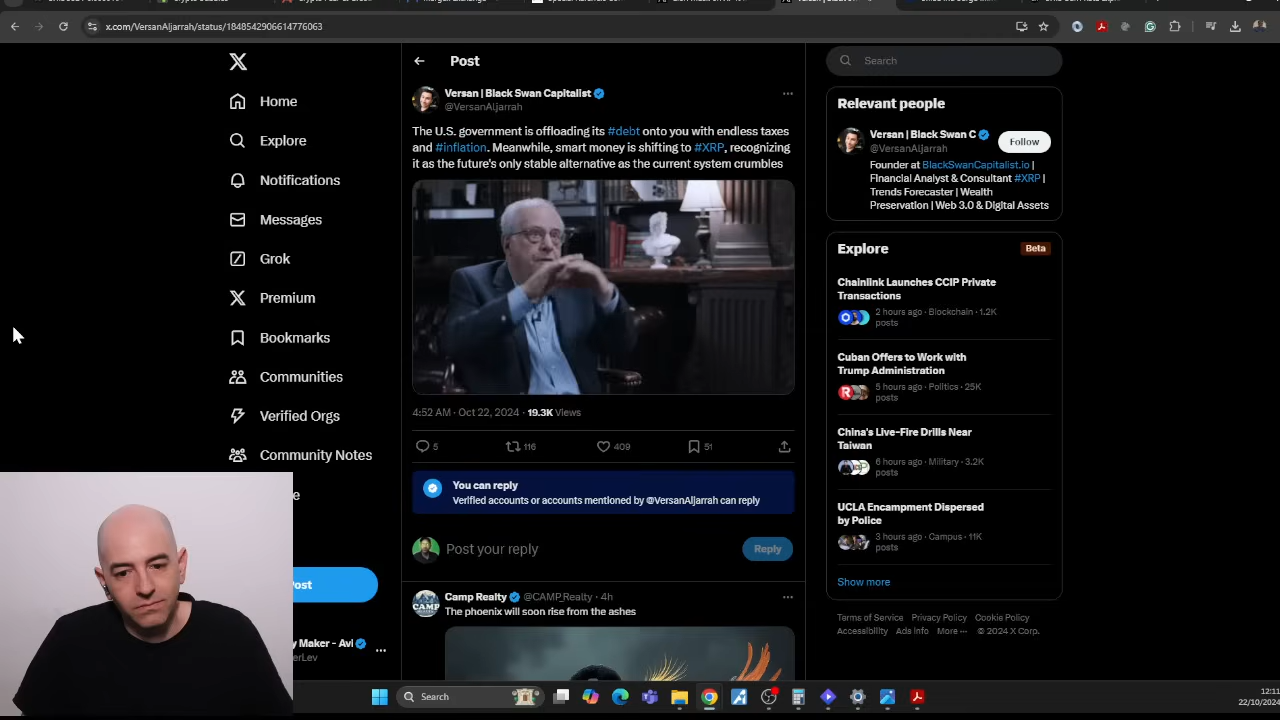 x.com/VersanAljarrah/status/1848542906614776063
Home
Explore
Notifications
Messages
Grok
Premium
Bookmarks
Communities
Verified Orgs
Community Notes
Post
Versan | Black Swan Capitalist
@VersanAljarrah
The U.S. government is offloading its #debt onto you with endless taxes
and #inflation. Meanwhile, smart money is shifting to #XRP, recognizing
it as the future's only stable alternative as the current system crumbles
4:52 AM · Oct 22, 2024 · 19.3K Views
5 116 409 51
You can reply
Verified accounts or accounts mentioned by @VersanAljarrah can reply
Post your reply
Reply
Camp Realty @CAMP_Realty · 4h
The phoenix will soon rise from the ashes
CAMP
Search
Relevant people
Versan | Black Swan C
@VersanAljarrah
Follow
Founder at BlackSwanCapitalist.io |
Financial Analyst & Consultant #XRP |
Trends Forecaster | Wealth
Preservation | Web 3.0 & Digital Assets
Explore
Beta
Chainlink Launches CCIP Private
Transactions
2 hours ago · Blockchain · 1.2K
posts
Cuban Offers to Work with
Trump Administration
5 hours ago · Politics · 25K
posts
China's Live-Fire Drills Near
Taiwan
6 hours ago · Military · 3.2K
posts
UCLA Encampment Dispersed
by Police
3 hours ago · Campus · 11K
posts
Show more
Terms of Service Privacy Policy Cookie Policy
Accessibility Ads info More ··· © 2024 X Corp.
ost
y Maker - Avi
erLev
Search
12:11
22/10/2024